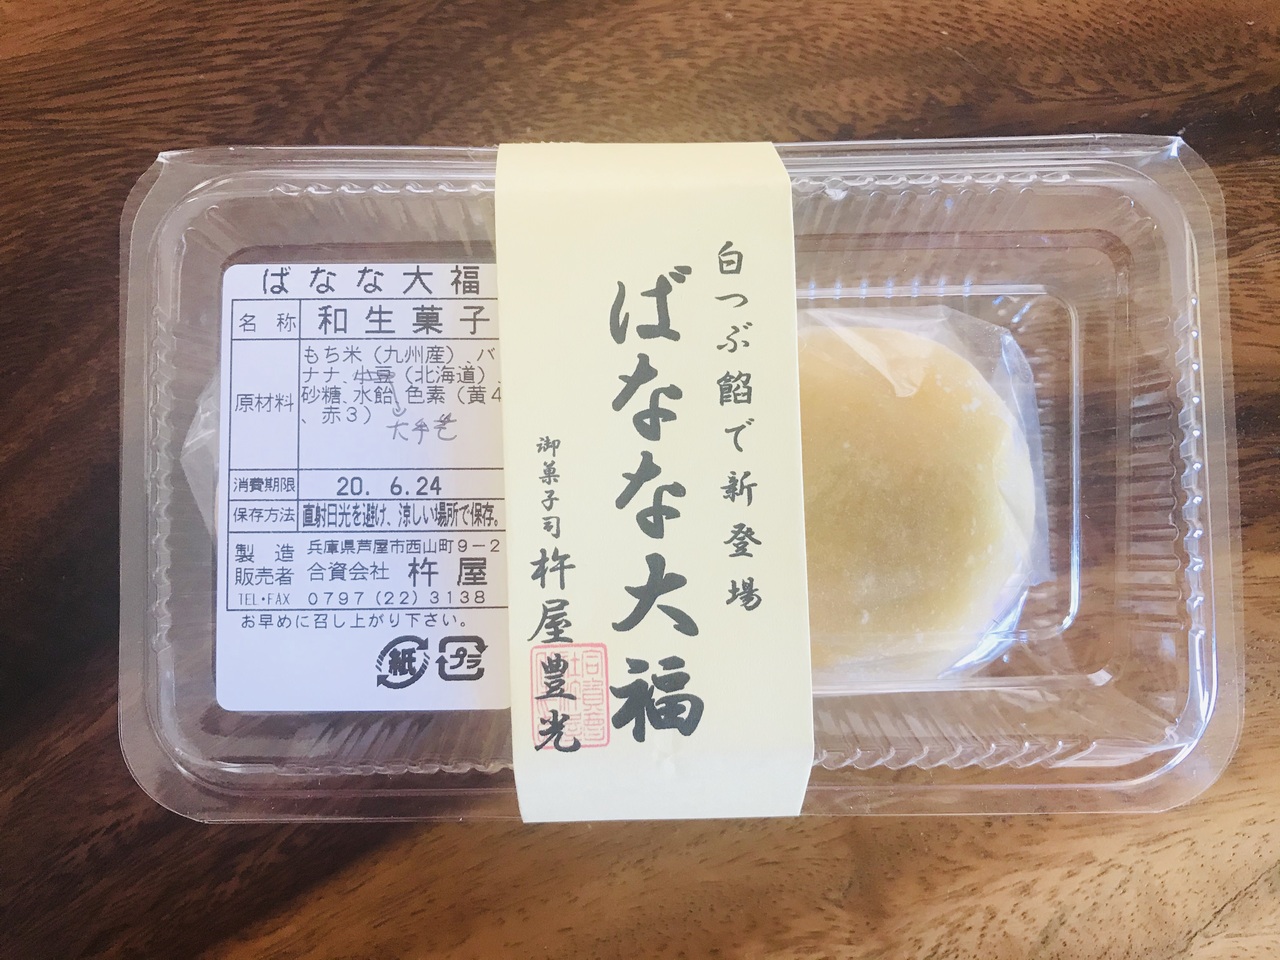 ばなな大福
名称 和生菓子
原材料 もち米（九州産）、バ
ナナ、小豆（北海道）、
砂糖、水飴、色素（黄4
、赤3）
大手芒
消費期限 20. 6.24
保存方法 直射日光を避け、涼しい場所で保存。
製造 兵庫県芦屋市西山町9-2
販売者 合資会社 杵屋
TEL・FAX 0797 (22) 3138
お早めに召し上がり下さい。
紙
プラ
白つぶ餡で新登場
ばなな大福
御菓子司 杵屋豊光